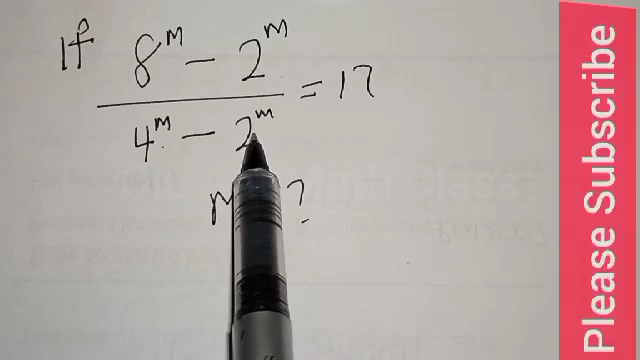 If 8^m - 2^m
―――――― = 17
4^m - 2^m
m ?
Please Subscribe